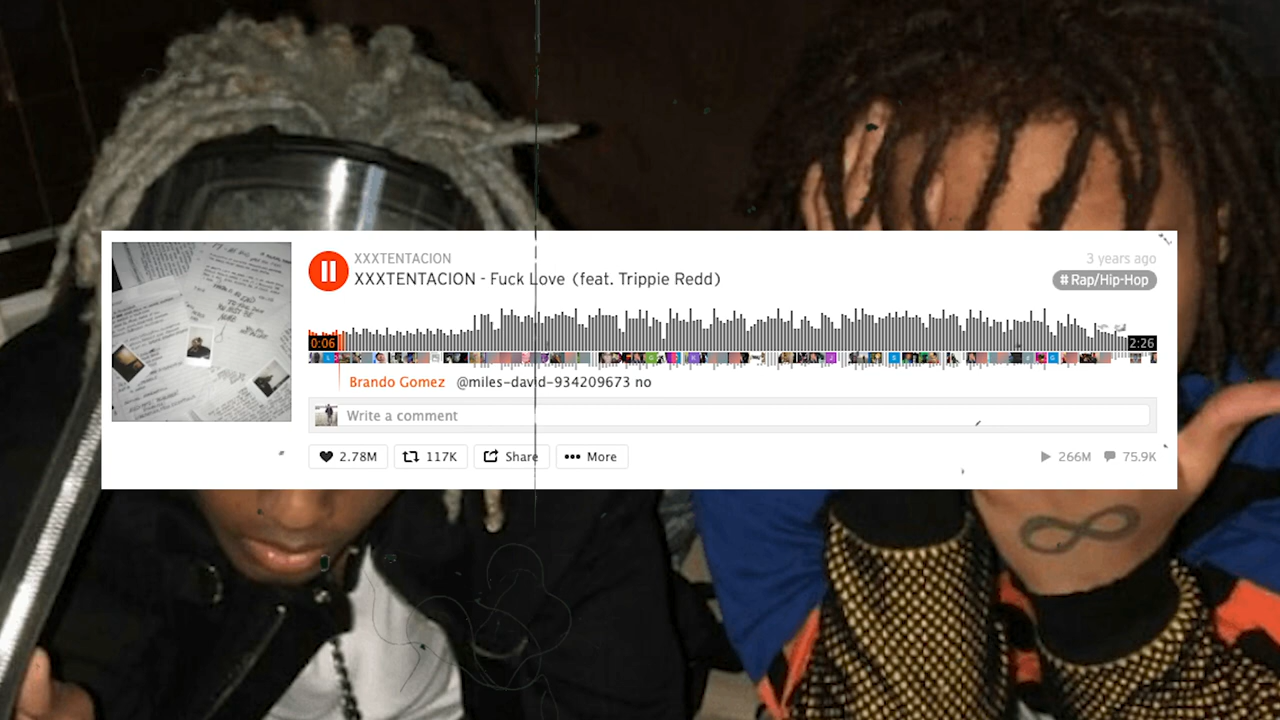 XXXTENTACION
XXXTENTACION - Fuck Love (feat. Trippie Redd)
3 years ago
# Rap/Hip-Hop
0:06
2:26
Brando Gomez @miles-david-934209673 no
Write a comment
2.78M
117K
Share
More
266M
75.9K